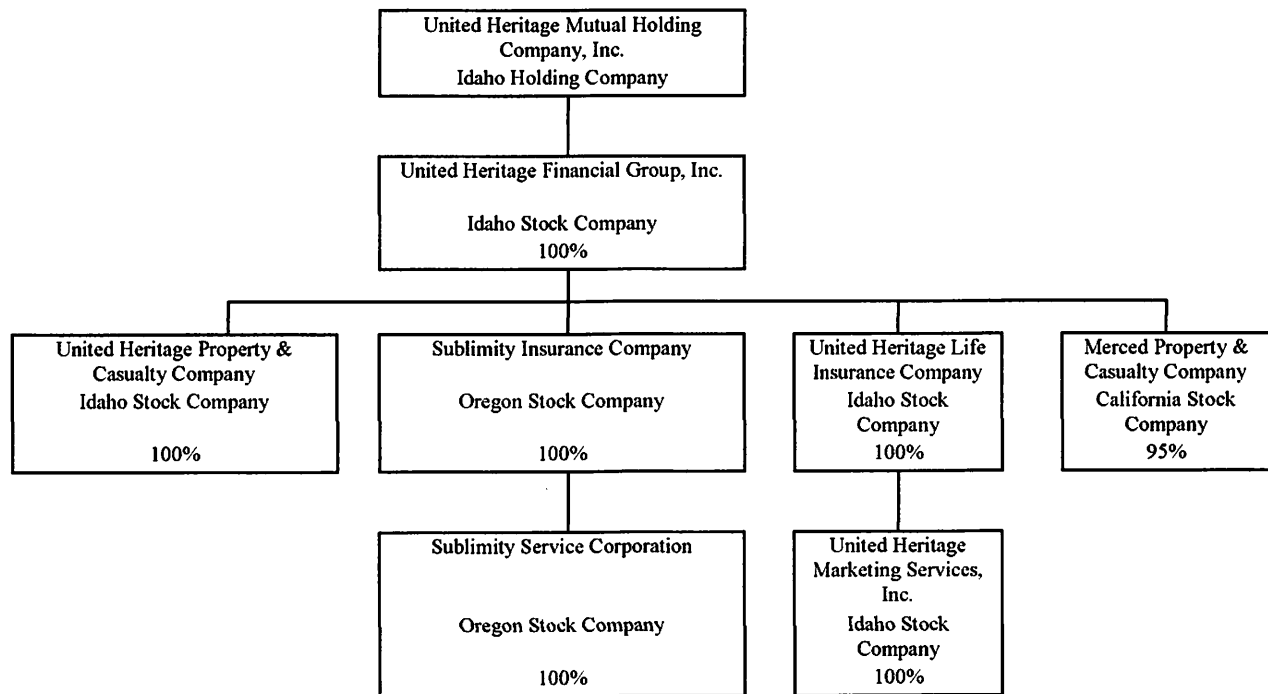 United Heritage Mutual Holding
Company, Inc.
Idaho Holding Company
United Heritage Financial Group, Inc.
Idaho Stock Company
100%
United Heritage Property &
Casualty Company
Idaho Stock Company
100%
Sublimity Insurance Company
Oregon Stock Company
100%
United Heritage Life
Insurance Company
Idaho Stock
Company
100%
Merced Property &
Casualty Company
California Stock
Company
95%
Sublimity Service Corporation
Oregon Stock Company
100%
United Heritage
Marketing Services,
Inc.
Idaho Stock
Company
100%